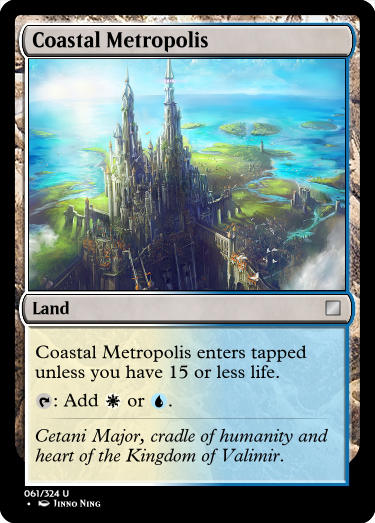 Coastal Metropolis
Land
Coastal Metropolis enters tapped
unless you have 15 or less life.
: Add or .
Cetani Major, cradle of humanity and
heart of the Kingdom of Valimir.
061/324 U
• Jinno Ning